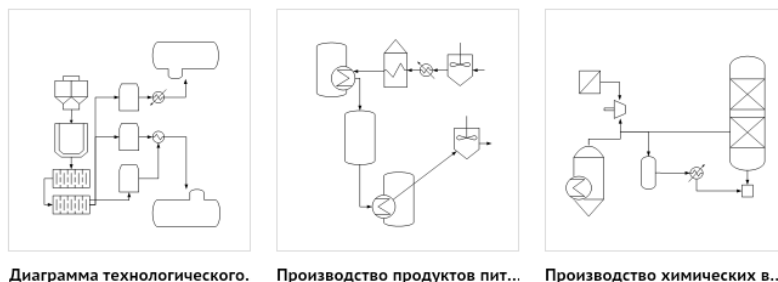 Диаграмма технологического.
Производство продуктов пит...
Производство химических в...